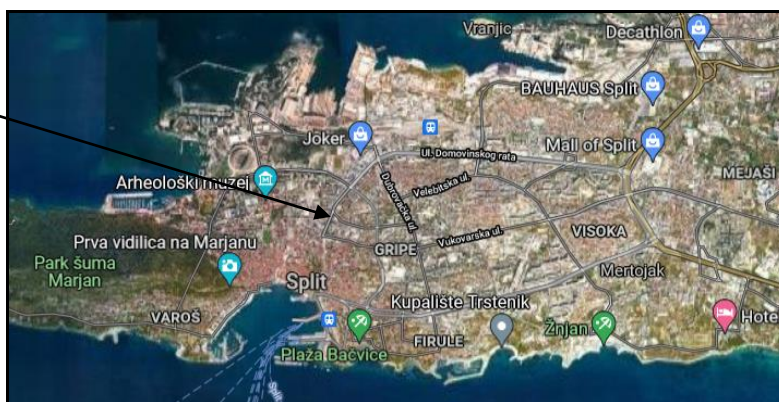 Vranjic
Decathlon
BAUHAUS Split
Joker
Mall of Split
Ul. Domovinskog rata
MEJAŠI
Arheološki muzej
Dubrovačka ul.
Velebitska ul.
Prva vidilica na Marjanu
Vukovarska ul.
VISOKA
GRIPE
Park šuma
Marjan
Split
Mertojak
Kupalište Trstenik
VAROŠ
Hote
Žnjan
FIRULE
Plaža Bačvice
Split